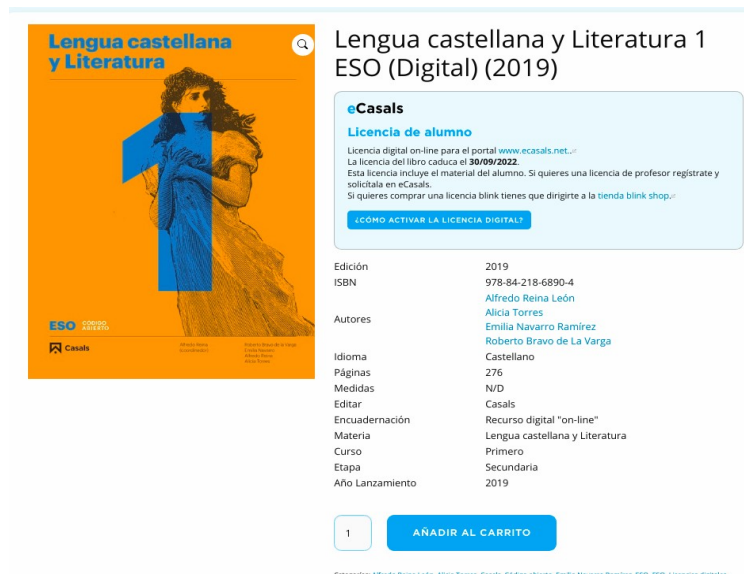 Lengua castellana
y Literatura
1
ESO CÓDIGO
ABIERTO
Casals
Lengua castellana y Literatura 1
ESO (Digital) (2019)
eCasals
Licencia de alumno
Licencia digital on-line para el portal www.ecasals.net..
La licencia del libro caduca el 30/09/2022.
Esta licencia incluye el material del alumno. Si quieres una licencia de profesor regístrate y
solicítala en eCasals.
Si quieres comprar una licencia blink tienes que dirigirte a la tienda blink shop.
¿CÓMO ACTIVAR LA LICENCIA DIGITAL?
Edición 2019
ISBN 978-84-218-6890-4
Autores Alfredo Reina León
Alicia Torres
Emilia Navarro Ramírez
Roberto Bravo de La Varga
Idioma Castellano
Páginas 276
Medidas N/D
Editar Casals
Encuadernación Recurso digital "on-line"
Materia Lengua castellana y Literatura
Curso Primero
Etapa Secundaria
Año Lanzamiento 2019
1 AÑADIR AL CARRITO